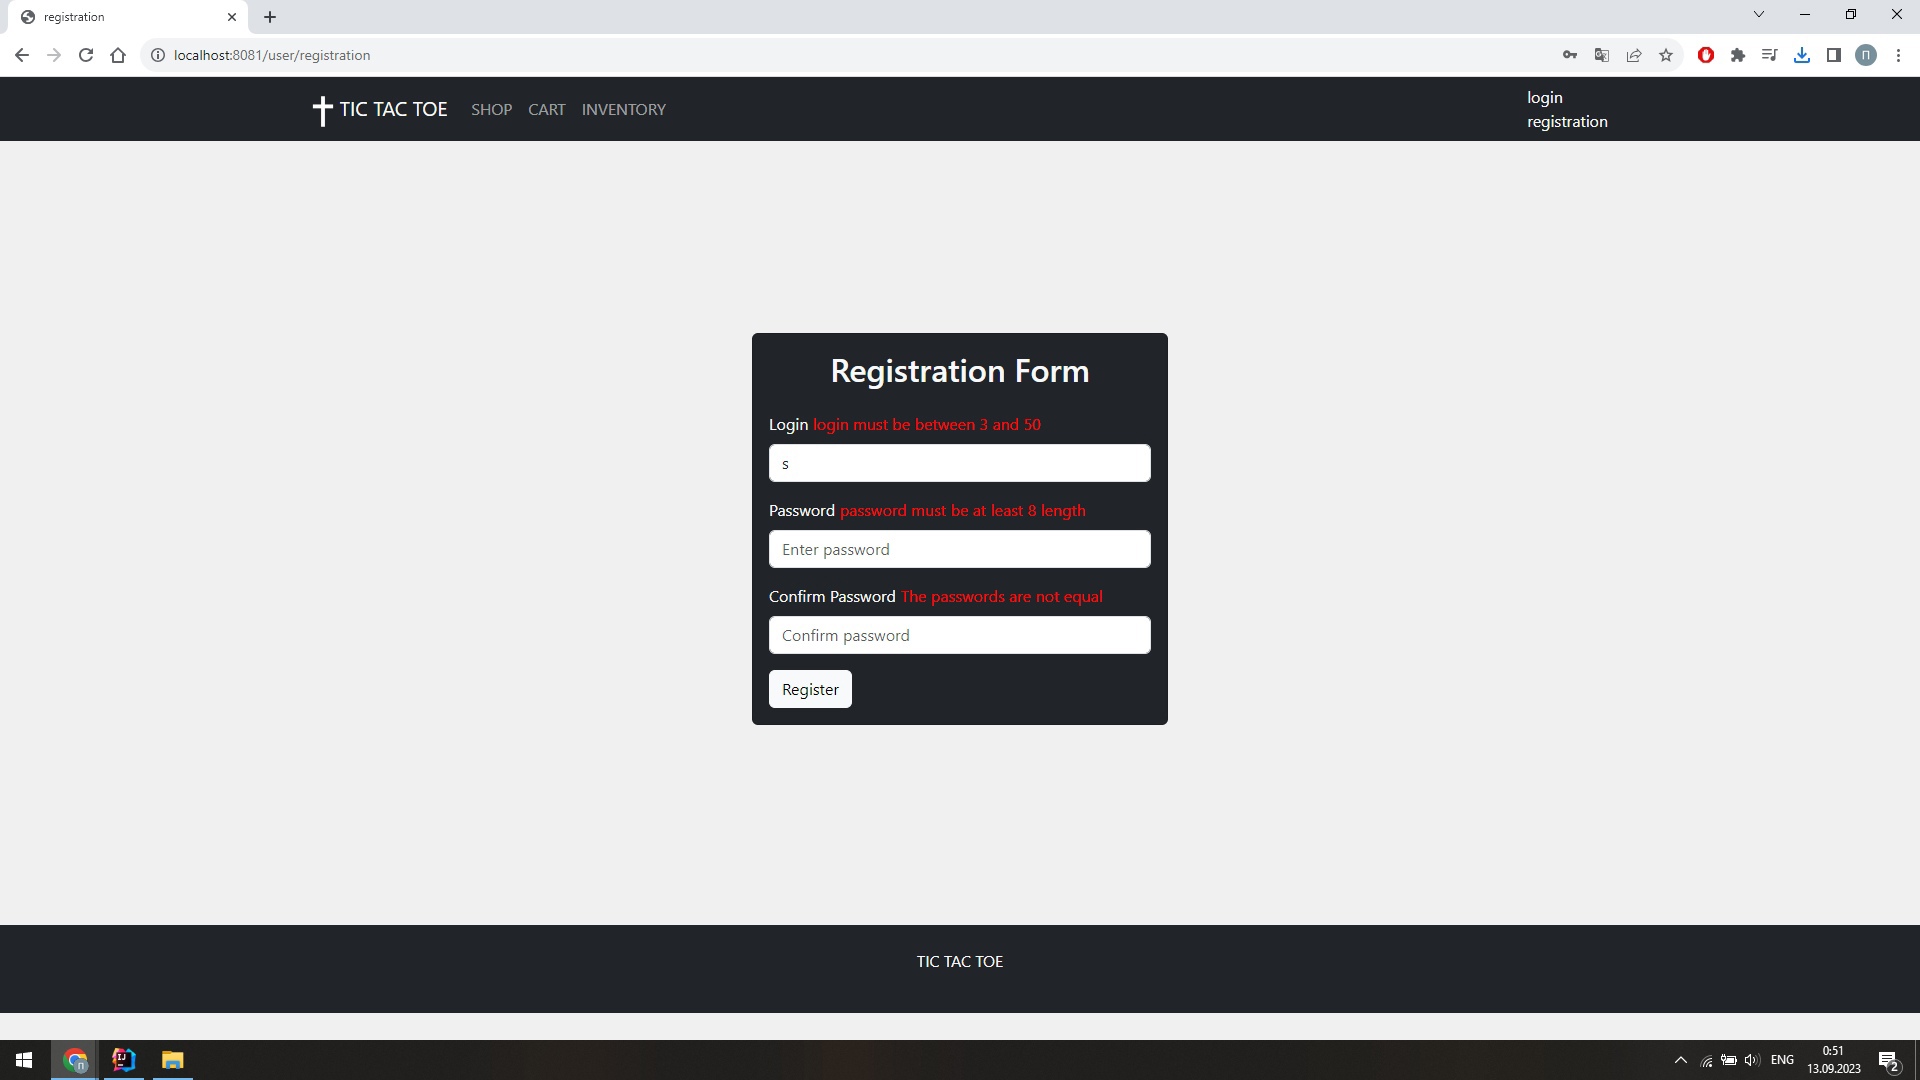 registration
localhost:8081/user/registration
П
TIC TAC TOE SHOP CART INVENTORY
login
registration
Registration Form
Login login must be between 3 and 50
s
Password password must be at least 8 length
Enter password
Confirm Password The passwords are not equal
Confirm password
Register
TIC TAC TOE
ENG
0:51
13.09.2023
2